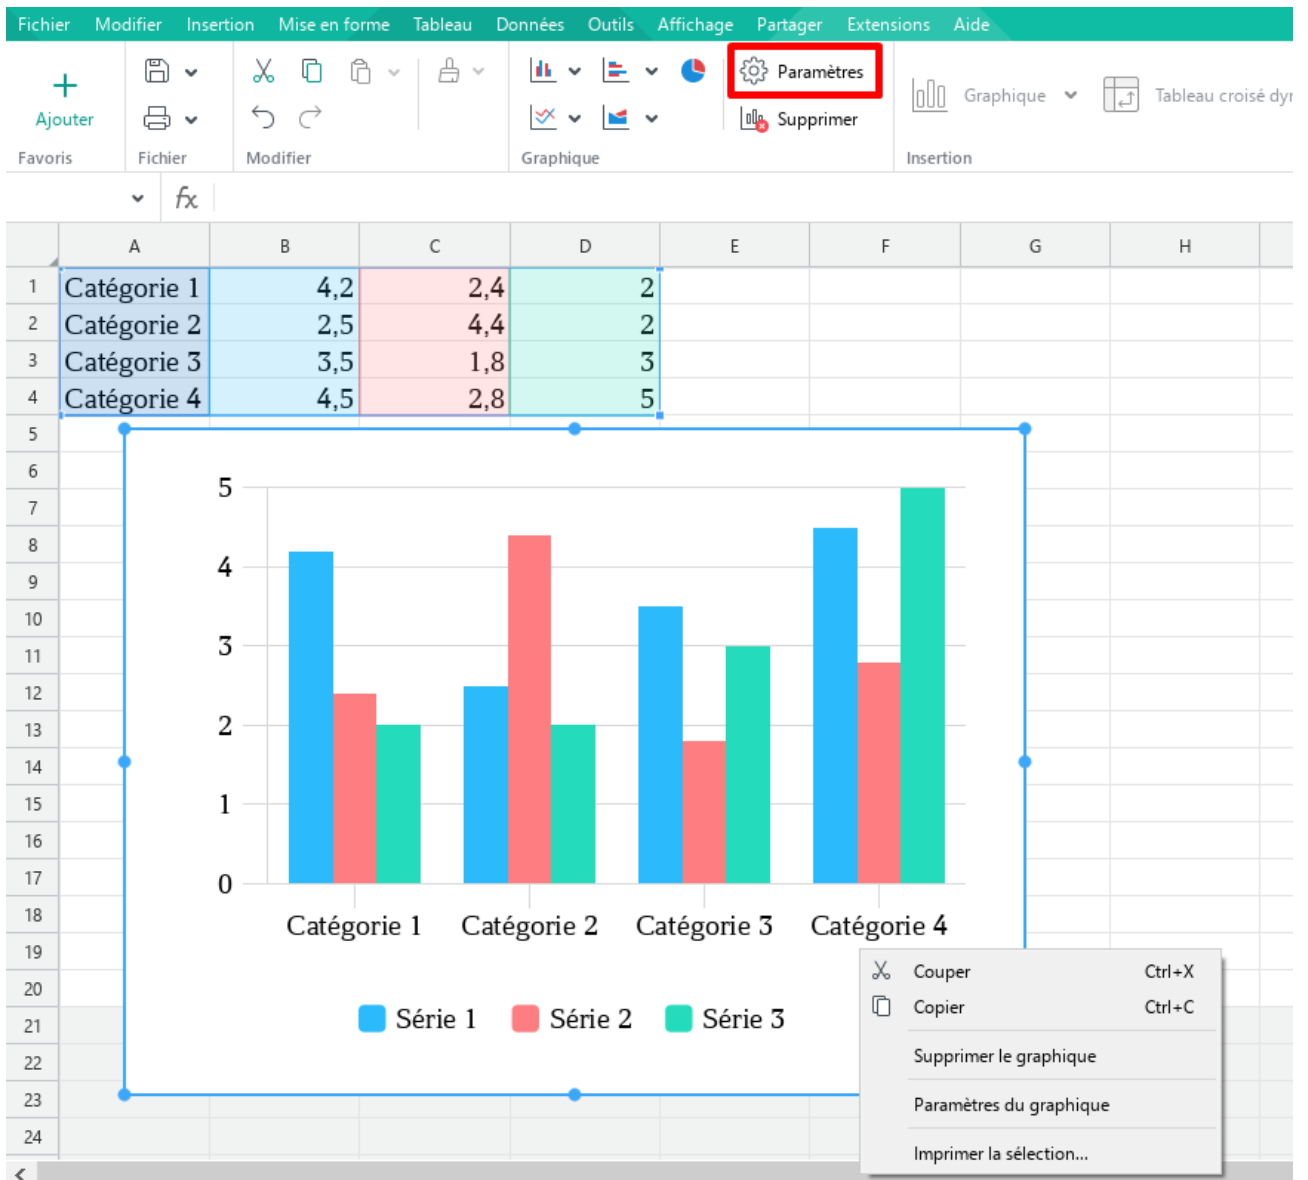 Fichier Modifier Insertion Mise en forme Tableau Données Outils Affichage Partager Extensions Aide
Paramètres
Graphique Tableau croisé dyr
Ajouter Supprimer
Favoris Fichier Modifier Graphique Insertion
fx
A B C D E F G H
1 Catégorie 1 4,2 2,4 2
2 Catégorie 2 2,5 4,4 2
3 Catégorie 3 3,5 1,8 3
4 Catégorie 4 4,5 2,8 5
5
6
7
8
9
10
11
12
13
14
15
16
17
18
19
20
21
22
23
24
5
4
3
2
1
0
Catégorie 1 Catégorie 2 Catégorie 3 Catégorie 4
Série 1 Série 2 Série 3
Couper Ctrl+X
Copier Ctrl+C
Supprimer le graphique
Paramètres du graphique
Imprimer la sélection...